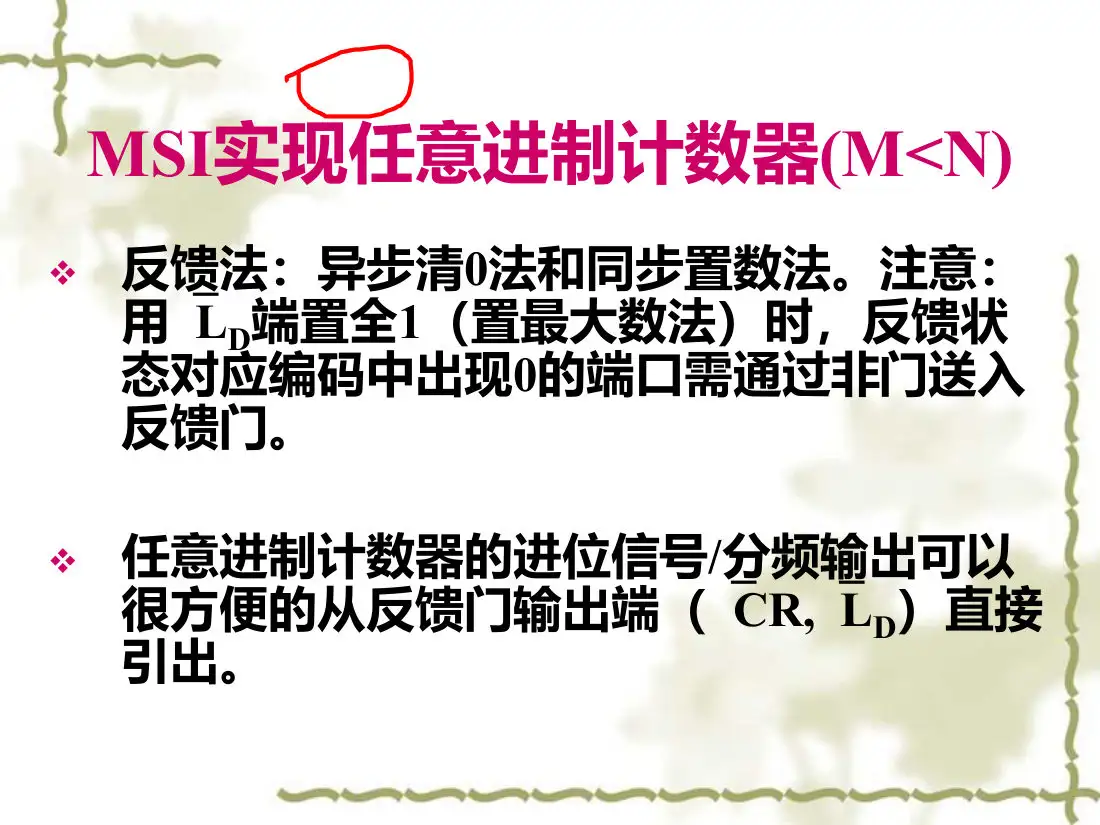 MSI实现任意进制计数器(M<N)
❖ 反馈法：异步清0法和同步置数法。注意：
用 L̅D端置全1（置最大数法）时，反馈状
态对应编码中出现0的端口需通过非门送入
反馈门。
❖ 任意进制计数器的进位信号/分频输出可以
很方便的从反馈门输出端（ C̅R, L̅D）直接
引出。